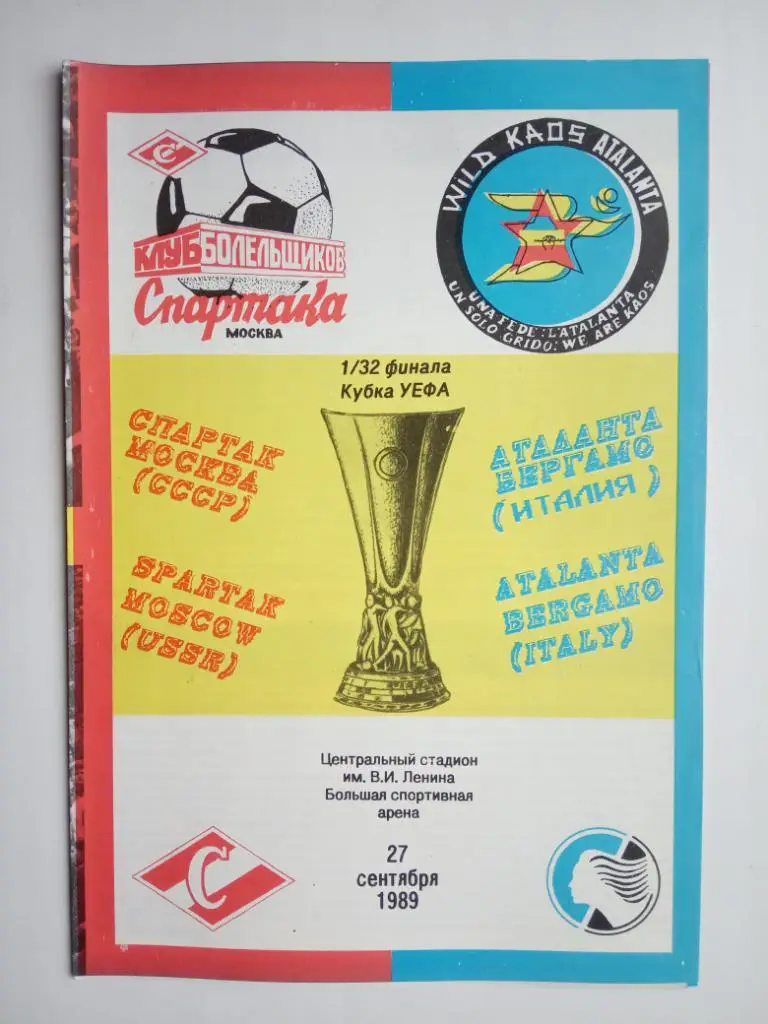 С
КЛУБ БОЛЕЛЬЩИКОВ
Спартака
МОСКВА
WILD KAOS ATALANTA
UNA FEDE: L'ATALANTA
UN SOLO GRIDO: WE ARE KAOS
1/32 финала
Кубка УЕФА
СПАРТАК
МОСКВА
(СССР)
АТАЛАНТА
БЕРГАМО
(ИТАЛИЯ)
SPARTAK
MOSCOW
(USSR)
ATALANTA
BERGAMO
(ITALY)
UEFA
Центральный стадион
им. В.И. Ленина
Большая спортивная
арена
27
сентября
1989
С